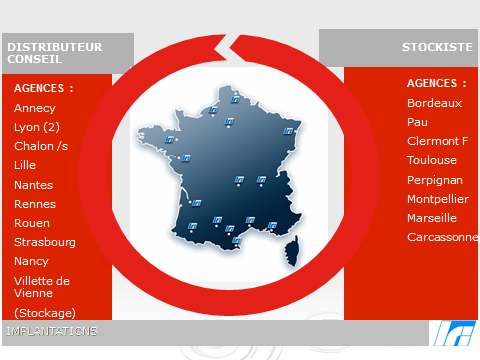 DISTRIBUTEUR
CONSEIL
AGENCES :
Annecy
Lyon (2)
Chalon /s
Lille
Nantes
Rennes
Rouen
Strasbourg
Nancy
Villette de
Vienne
(Stockage)
STOCKISTE
AGENCES :
Bordeaux
Pau
Clermont F
Toulouse
Perpignan
Montpellier
Marseille
Carcassonne
IMPLANTATIONS